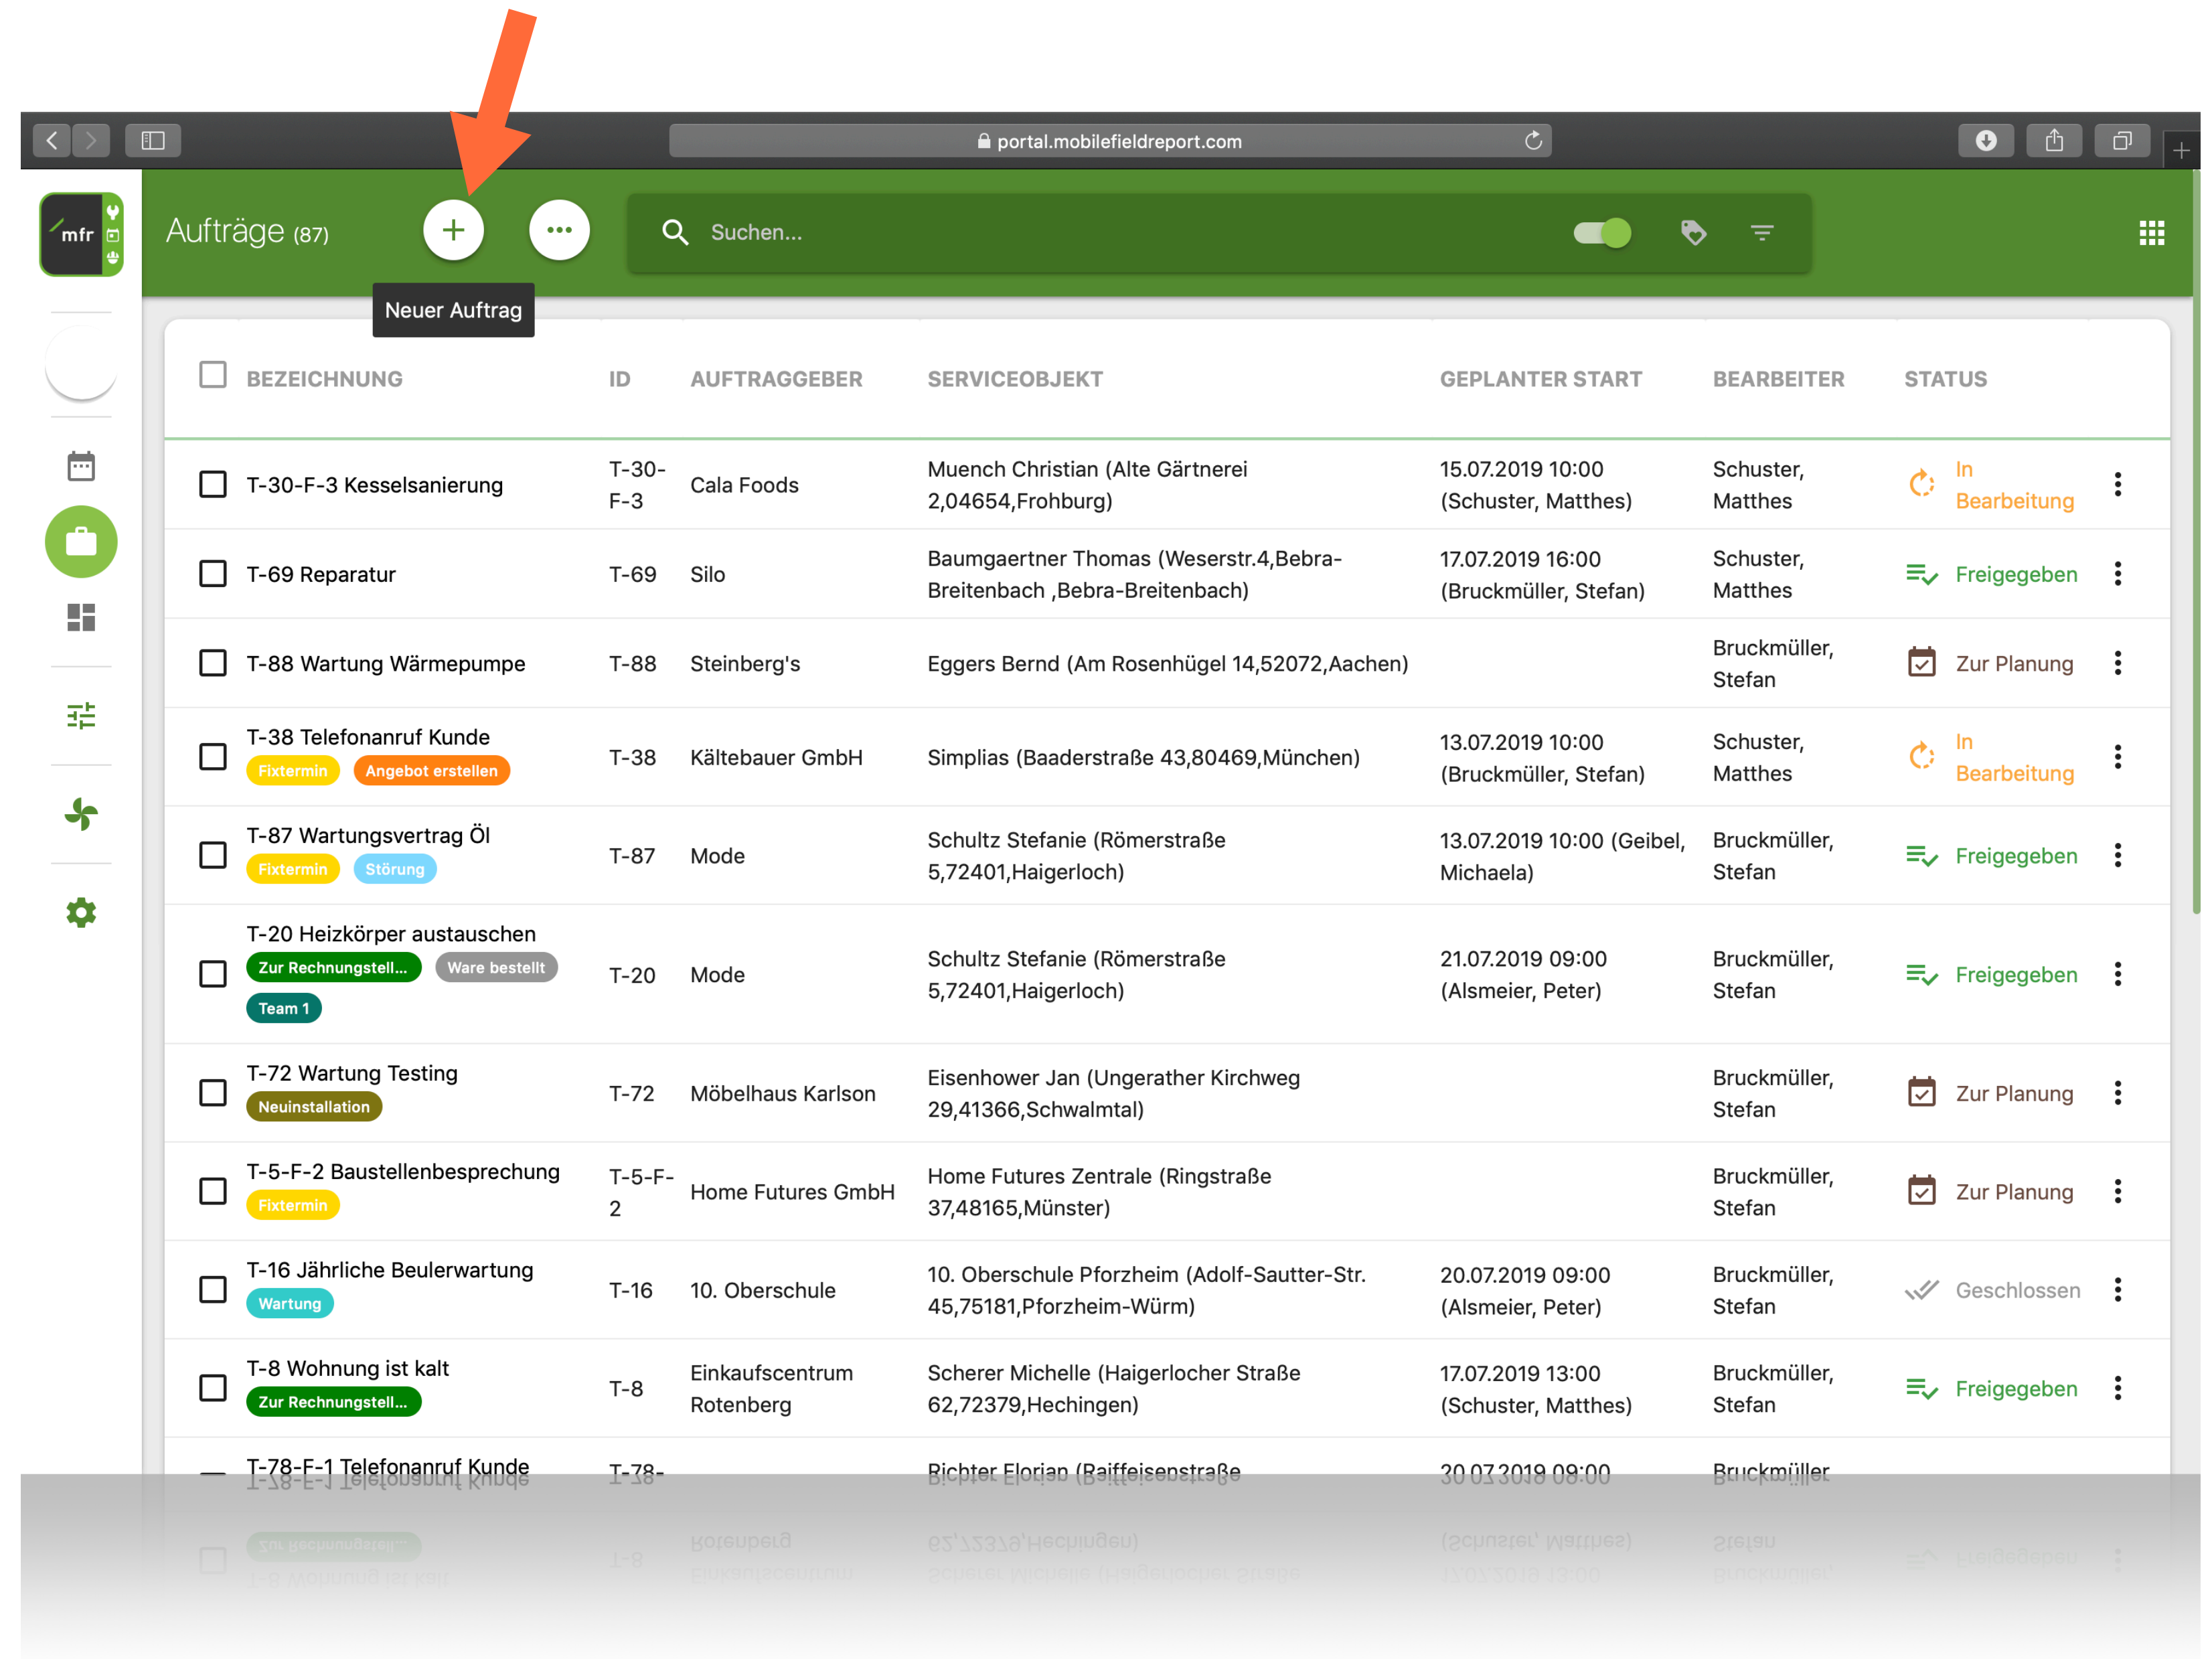 portal.mobilefieldreport.com
mfr
Aufträge (87)
Suchen...
Neuer Auftrag
BEZEICHNUNG ID AUFTRAGGEBER SERVICEOBJEKT GEPLANTER START BEARBEITER STATUS
T-30-F-3 Kesselsanierung
T-30-
F-3
Cala Foods
Muench Christian (Alte Gärtnerei
2,04654,Frohburg)
15.07.2019 10:00
(Schuster, Matthes)
Schuster,
Matthes
In
Bearbeitung
T-69 Reparatur
T-69
Silo
Baumgaertner Thomas (Weserstr.4,Bebra-
Breitenbach ,Bebra-Breitenbach)
17.07.2019 16:00
(Bruckmüller, Stefan)
Schuster,
Matthes
Freigegeben
T-88 Wartung Wärmepumpe
T-88
Steinberg's
Eggers Bernd (Am Rosenhügel 14,52072,Aachen)
Bruckmüller,
Stefan
Zur Planung
T-38 Telefonanruf Kunde
Fixtermin Angebot erstellen
T-38
Kältebauer GmbH
Simplias (Baaderstraße 43,80469,München)
13.07.2019 10:00
(Bruckmüller, Stefan)
Schuster,
Matthes
In
Bearbeitung
T-87 Wartungsvertrag Öl
Fixtermin Störung
T-87
Mode
Schultz Stefanie (Römerstraße
5,72401,Haigerloch)
13.07.2019 10:00 (Geibel,
Michaela)
Bruckmüller,
Stefan
Freigegeben
T-20 Heizkörper austauschen
Zur Rechnungstell... Ware bestellt
Team 1
T-20
Mode
Schultz Stefanie (Römerstraße
5,72401,Haigerloch)
21.07.2019 09:00
(Alsmeier, Peter)
Bruckmüller,
Stefan
Freigegeben
T-72 Wartung Testing
Neuinstallation
T-72
Möbelhaus Karlson
Eisenhower Jan (Ungerather Kirchweg
29,41366,Schwalmtal)
Bruckmüller,
Stefan
Zur Planung
T-5-F-2 Baustellenbesprechung
Fixtermin
T-5-F-
2
Home Futures GmbH
Home Futures Zentrale (Ringstraße
37,48165,Münster)
Bruckmüller,
Stefan
Zur Planung
T-16 Jährliche Beulerwartung
Wartung
T-16
10. Oberschule
10. Oberschule Pforzheim (Adolf-Sautter-Str.
45,75181,Pforzheim-Würm)
20.07.2019 09:00
(Alsmeier, Peter)
Bruckmüller,
Stefan
Geschlossen
T-8 Wohnung ist kalt
Zur Rechnungstell...
T-8
Einkaufscentrum
Rotenberg
Scherer Michelle (Haigerlocher Straße
62,72379,Hechingen)
17.07.2019 13:00
(Schuster, Matthes)
Bruckmüller,
Stefan
Freigegeben
T-78-F-1 Telefonanruf Kunde
T-78-
Richter Florian (Raiffeisenstraße
20.07.2019 09:00
Bruckmüller